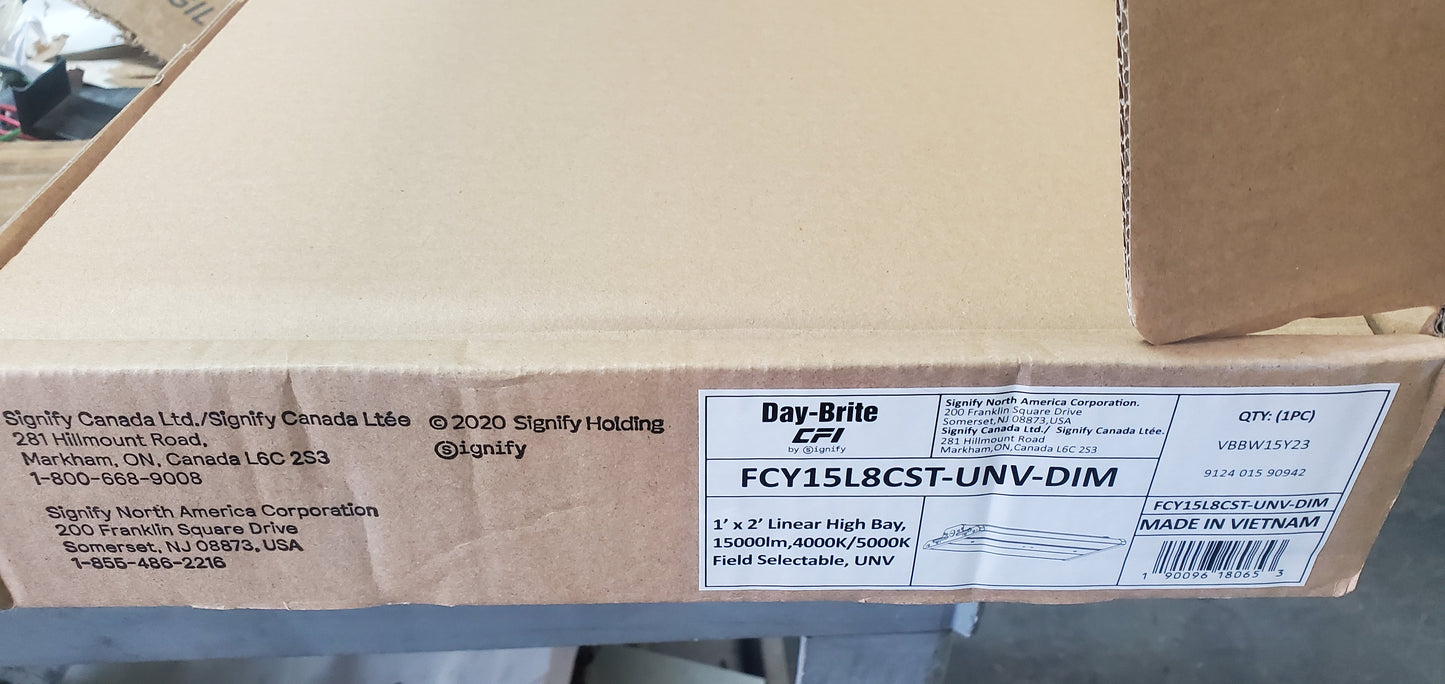 Signify Canada Ltd./Signify Canada Ltée
281 Hillmount Road,
Markham, ON, Canada L6C 2S3
1-800-668-9008
Signify North America Corporation
200 Franklin Square Drive
Somerset, NJ 08873, USA
1-855-486-2216
© 2020 Signify Holding
Signify
Day-Brite
CFI
by Signify
Signify North America Corporation.
200 Franklin Square Drive
Somerset,NJ 08873,USA
Signify Canada Ltd./ Signify Canada Ltée.
281 Hillmount Road
Markham,ON,Canada L6C 2S3
QTY: (1PC)
VBBW15Y23
9124 015 90942
FCY15L8CST-UNV-DIM
1' x 2' Linear High Bay,
15000lm,4000K/5000K
Field Selectable, UNV
FCY15L8CST-UNV-DIM
MADE IN VIETNAM
1 90096 18065 3